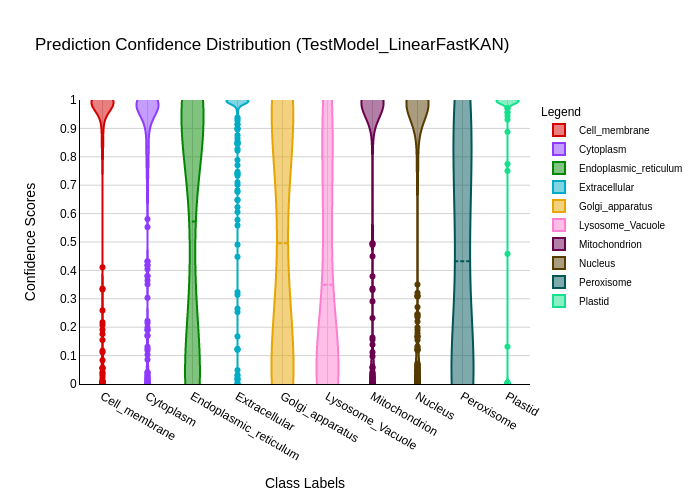 Prediction Confidence Distribution (TestModel_LinearFastKAN)
Confidence Scores
1
0.9
0.8
0.7
0.6
0.5
0.4
0.3
0.2
0.1
0
Cell_membrane
Cytoplasm
Endoplasmic_reticulum
Extracellular
Golgi_apparatus
Lysosome_Vacuole
Mitochondrion
Nucleus
Peroxisome
Plastid
Class Labels
Legend
Cell_membrane
Cytoplasm
Endoplasmic_reticulum
Extracellular
Golgi_apparatus
Lysosome_Vacuole
Mitochondrion
Nucleus
Peroxisome
Plastid